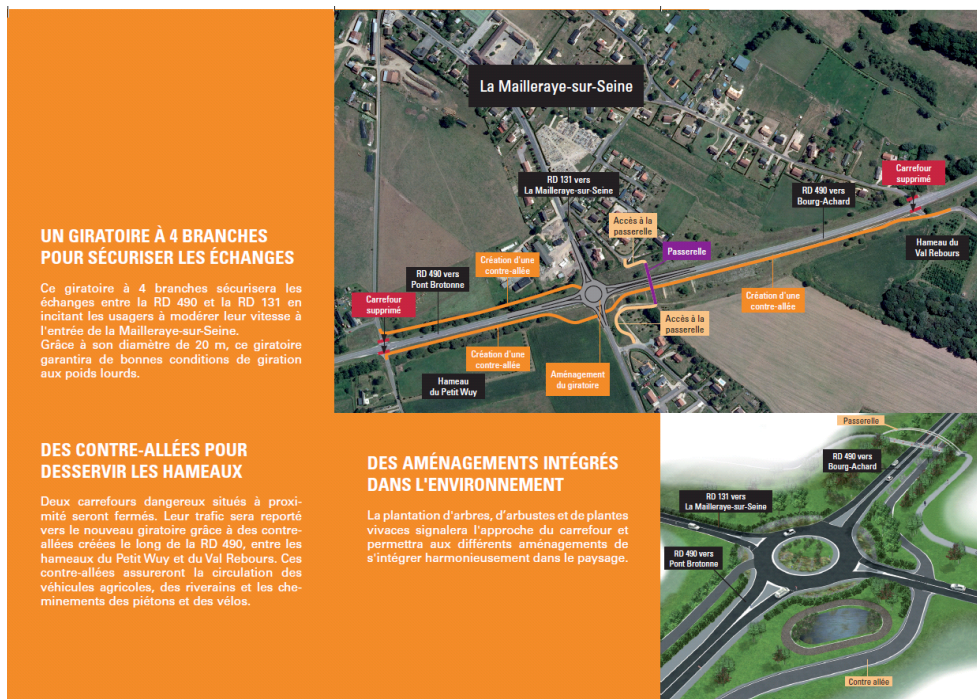 UN GIRATOIRE À 4 BRANCHES
POUR SÉCURISER LES ÉCHANGES
Ce giratoire à 4 branches sécurisera les
échanges entre la RD 490 et la RD 131 en
incitant les usagers à modérer leur vitesse à
l'entrée de la Mailleraye-sur-Seine.
Grâce à son diamètre de 20 m, ce giratoire
garantira de bonnes conditions de giration
aux poids lourds.
DES CONTRE-ALLÉES POUR
DESSERVIR LES HAMEAUX
Deux carrefours dangereux situés à proxi-
mité seront fermés. Leur trafic sera reporté
vers le nouveau giratoire grâce à des contre-
allées créées le long de la RD 490, entre les
hameaux du Petit Wuy et du Val Rebours. Ces
contre-allées assureront la circulation des
véhicules agricoles, des riverains et les che-
minements des piétons et des vélos.
DES AMÉNAGEMENTS INTÉGRÉS
DANS L'ENVIRONNEMENT
La plantation d'arbres, d'arbustes et de plantes
vivaces signalera l'approche du carrefour et
permettra aux différents aménagements de
s'intégrer harmonieusement dans le paysage.
La Mailleraye-sur-Seine
RD 131 vers
La Mailleraye-sur-Seine
RD 490 vers
Bourg-Achard
Carrefour
supprimé
Accès à la
passerelle
Passerelle
Hameau du
Val Rebours
Création d'une
contre-allée
RD 490 vers
Pont Brotonne
Création d'une
contre-allée
Carrefour
supprimé
Accès à la
passerelle
Création d'une
contre-allée
Hameau
du Petit Wuy
Aménagement
du giratoire
Passerelle
RD 490 vers
Bourg-Achard
RD 131 vers
La Mailleraye-sur-Seine
RD 490 vers
Pont Brotonne
Contre allée